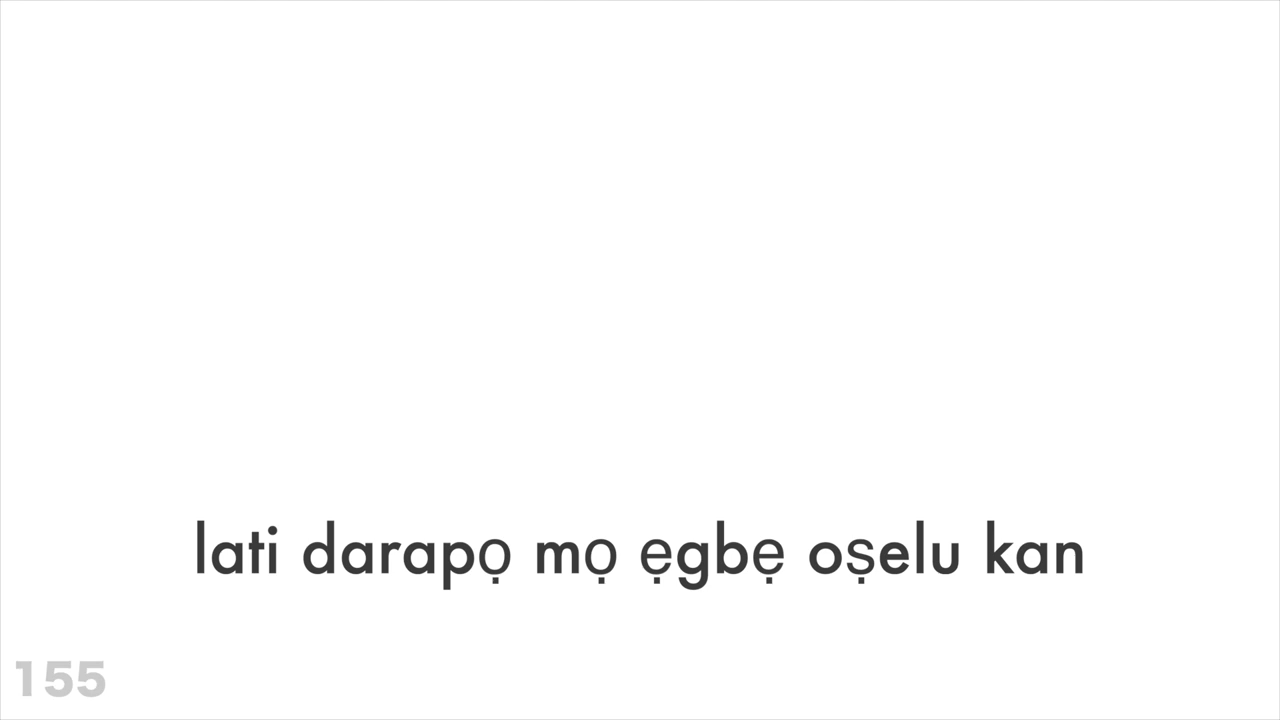 lati darapọ mọ ẹgbẹ oṣelu kan
155